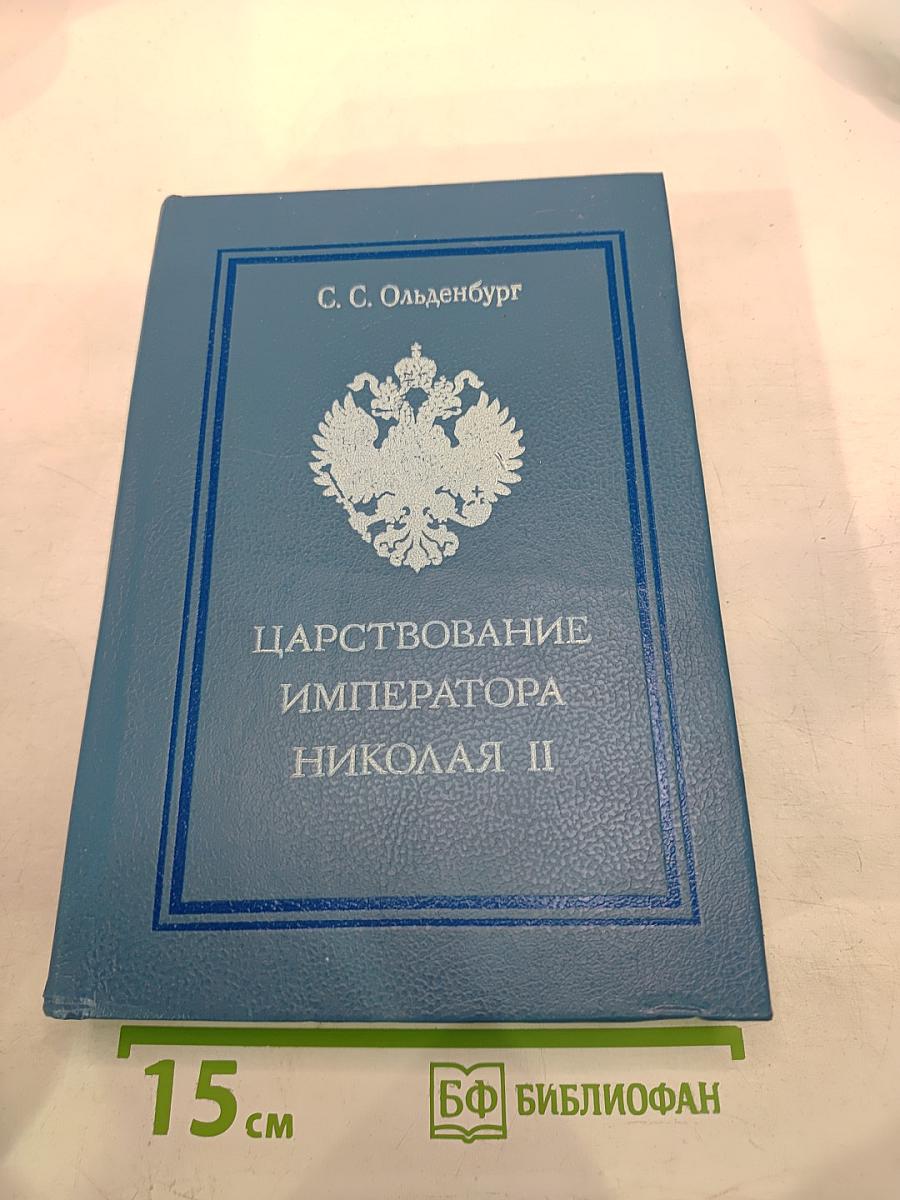 С. С. Ольденбург
ЦАРСТВОВАНИЕ
ИМПЕРАТОРА
НИКОЛАЯ II
15 см
БФ БИБЛИОФАН